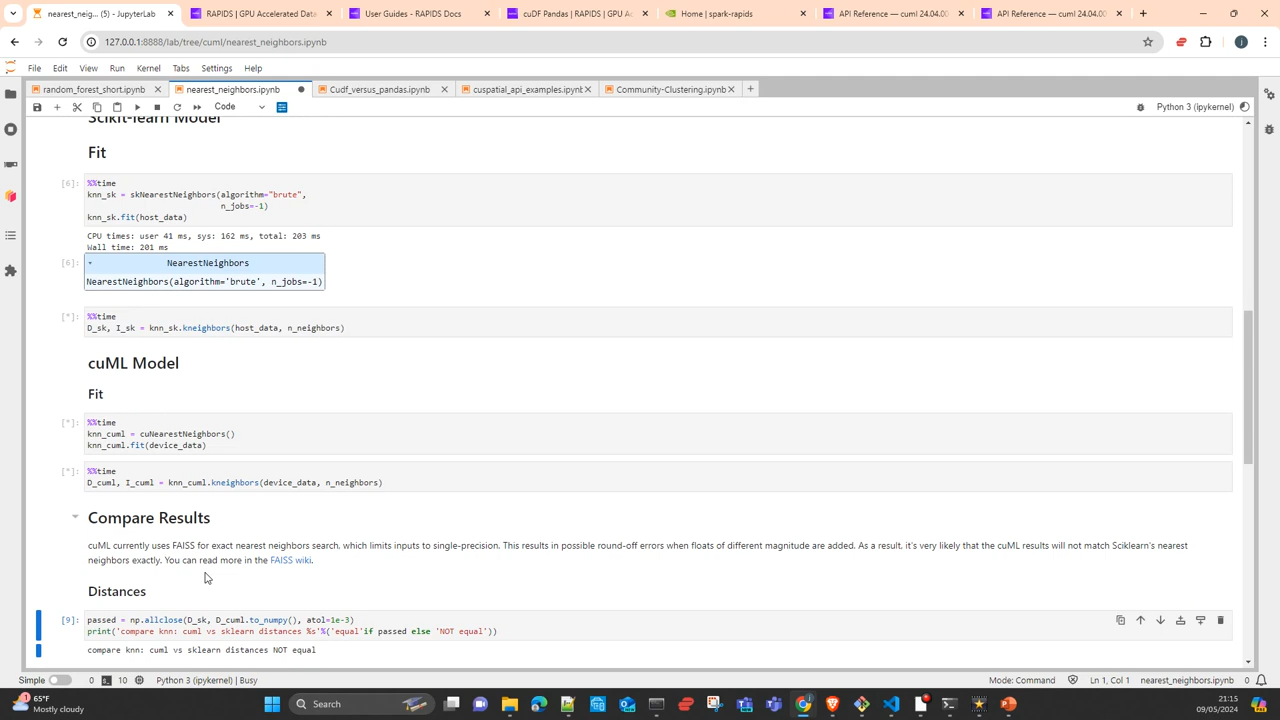 nearest_neig... (5) - JupyterLab
RAPIDS | GPU Accelerated Data
User Guides - RAPIDS Docs
cuDF Pandas | RAPIDS | GPU Ac
Home | spark-rapids
API Reference — cuml 24.04.00
API Reference — cuml 24.04.00
127.0.0.1:8888/lab/tree/cuml/nearest_neighbors.ipynb
File Edit View Run Kernel Tabs Settings Help
random_forest_short.ipynb
nearest_neighbors.ipynb
Cudf_versus_pandas.ipynb
cuspatial_api_examples.ipynb
Community-Clustering.ipynb
Code
Python 3 (ipykernel)
Scikit-learn Model
Fit
[6]: %%time
knn_sk = skNearestNeighbors(algorithm="brute",
n_jobs=-1)
knn_sk.fit(host_data)
CPU times: user 41 ms, sys: 162 ms, total: 203 ms
Wall time: 201 ms
[6]: NearestNeighbors
NearestNeighbors(algorithm='brute', n_jobs=-1)
[*]: %%time
D_sk, I_sk = knn_sk.kneighbors(host_data, n_neighbors)
cuML Model
Fit
[*]: %%time
knn_cuml = cuNearestNeighbors()
knn_cuml.fit(device_data)
[*]: %%time
D_cuml, I_cuml = knn_cuml.kneighbors(device_data, n_neighbors)
Compare Results
cuML currently uses FAISS for exact nearest neighbors search, which limits inputs to single-precision. This results in possible round-off errors when floats of different magnitude are added. As a result, it's very likely that the cuML results will not match Sciklearn's nearest
neighbors exactly. You can read more in the FAISS wiki.
Distances
[9]: passed = np.allclose(D_sk, D_cuml.to_numpy(), atol=1e-3)
print('compare knn: cuml vs sklearn distances %s'%('equal'if passed else 'NOT equal'))
compare knn: cuml vs sklearn distances NOT equal
Simple 0 10 Python 3 (ipykernel) | Busy
Mode: Command Ln 1, Col 1 nearest_neighbors.ipynb 0
65°F
Mostly cloudy
Search
21:15
09/05/2024